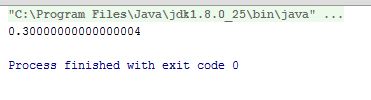 "C:\Program Files\Java\jdk1.8.0_25\bin\java" ...
0.30000000000000004
Process finished with exit code 0